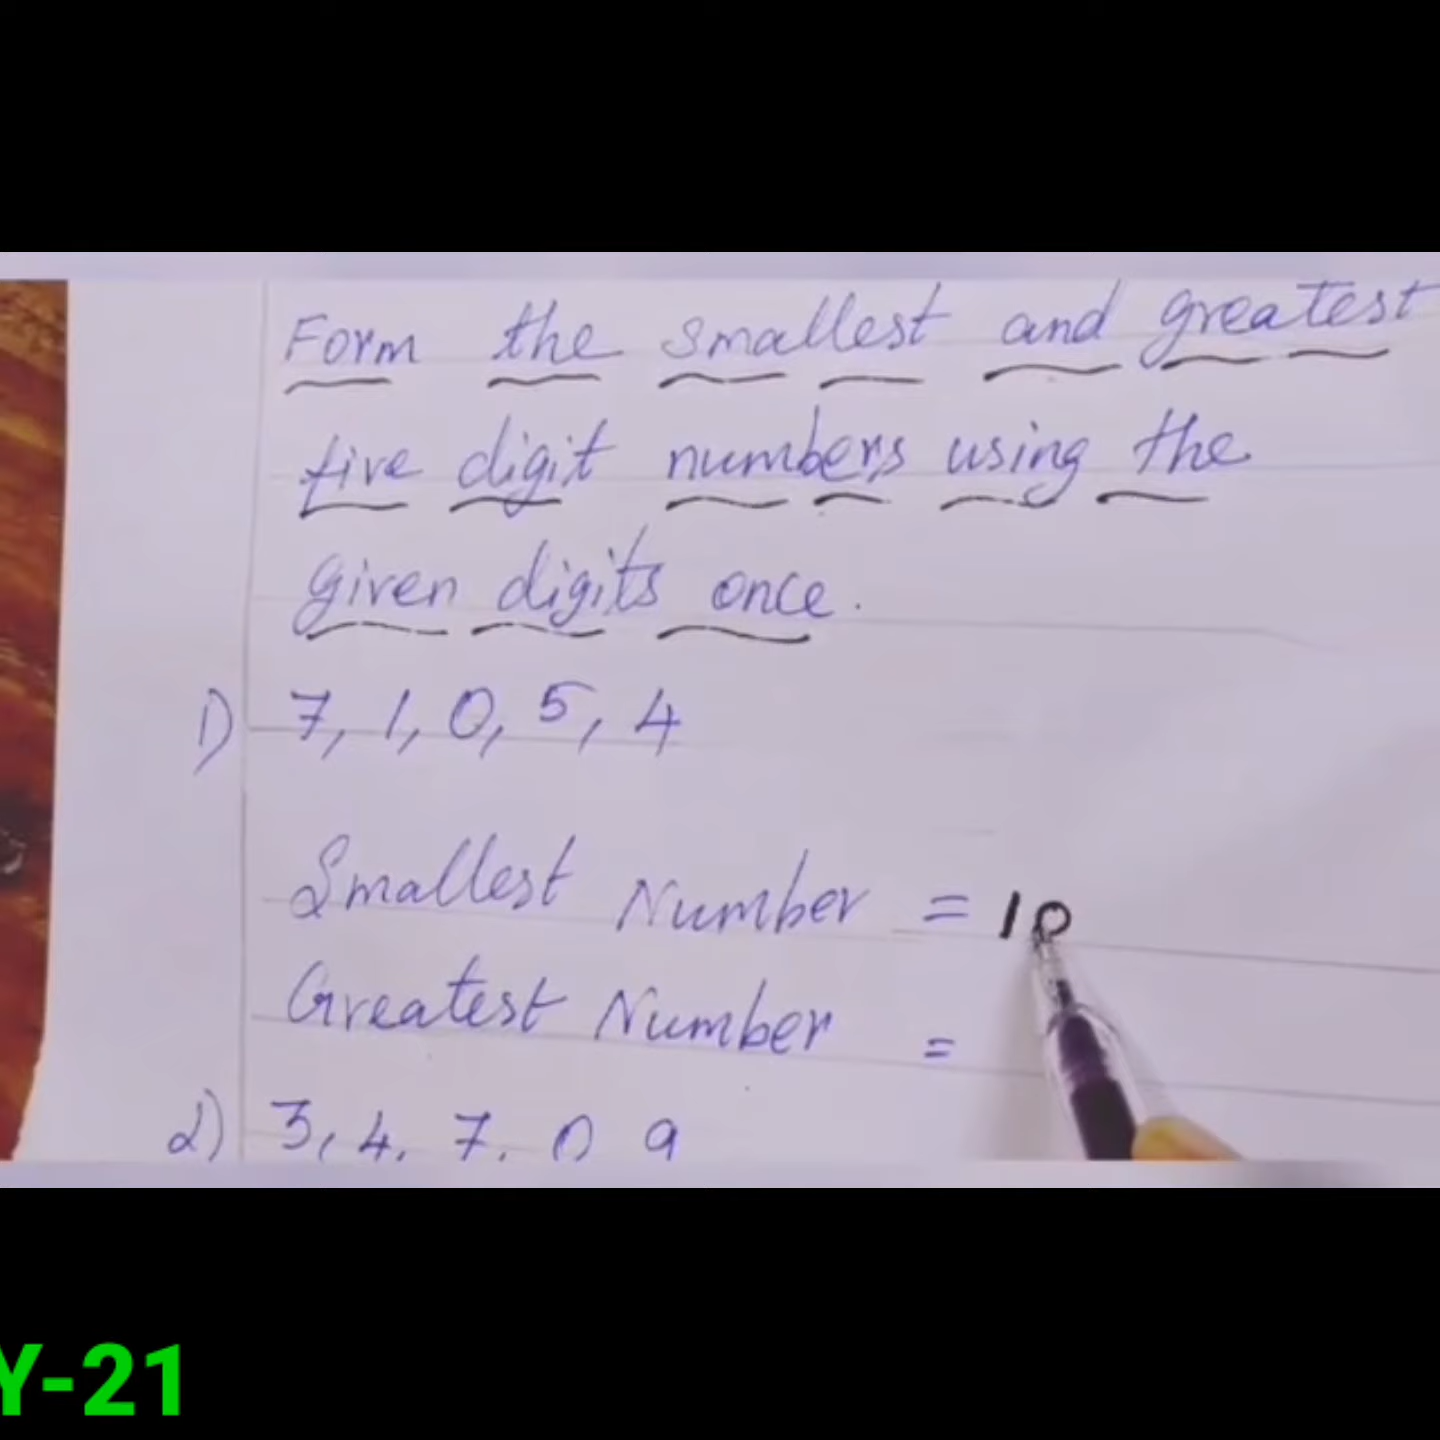 Form the smallest and greatest
five digit numbers using the
given digits once.
1) 7, 1, 0, 5, 4
Smallest Number = 10
Greatest Number =
2) 3, 4, 7, 0 9
Y-21